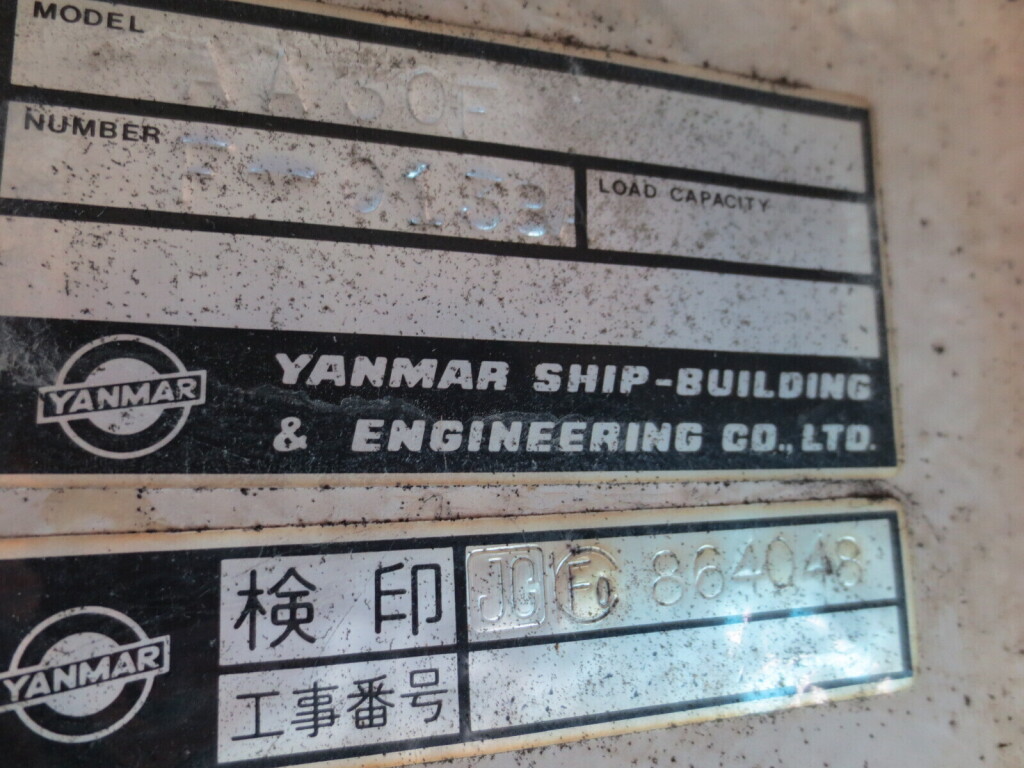 MODEL
NUMBER
LOAD CAPACITY
YANMAR
YANMAR SHIP-BUILDING
& ENGINEERING CO., LTD.
検印 JG F0 864048
YANMAR
工事番号